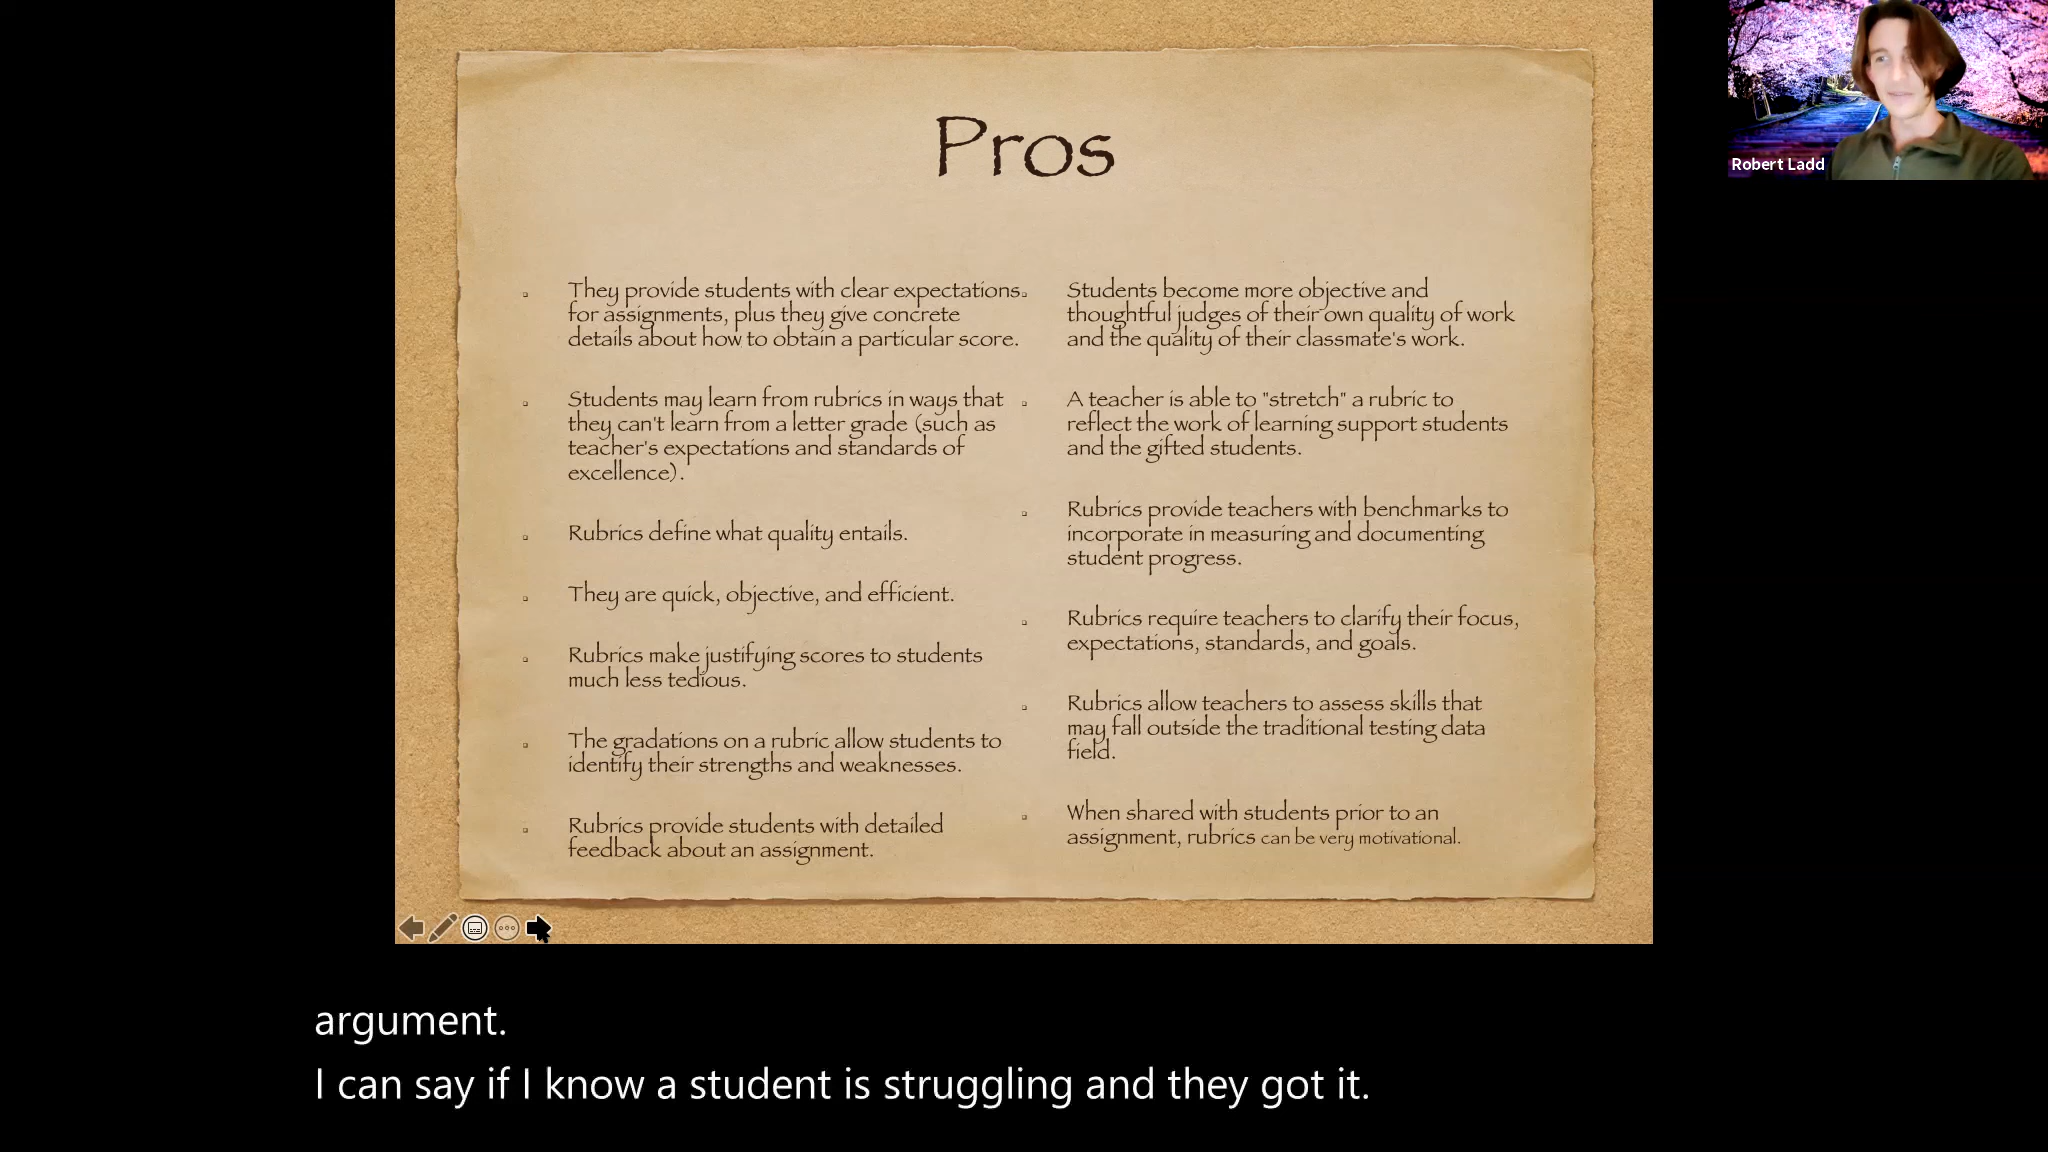 Pros
They provide students with clear expectations
for assignments, plus they give concrete
details about how to obtain a particular score.
Students may learn from rubrics in ways that
they can't learn from a letter grade (such as
teacher's expectations and standards of
excellence).
Rubrics define what quality entails.
They are quick, objective, and efficient.
Rubrics make justifying scores to students
much less tedious.
The gradations on a rubric allow students to
identify their strengths and weaknesses.
Rubrics provide students with detailed
feedback about an assignment.
Students become more objective and
thoughtful judges of their own quality of work
and the quality of their classmate's work.
A teacher is able to "stretch" a rubric to
reflect the work of learning support students
and the gifted students.
Rubrics provide teachers with benchmarks to
incorporate in measuring and documenting
student progress.
Rubrics require teachers to clarify their focus,
expectations, standards, and goals.
Rubrics allow teachers to assess skills that
may fall outside the traditional testing data
field.
When shared with students prior to an
assignment, rubrics can be very motivational.
Robert Ladd
argument.
I can say if I know a student is struggling and they got it.